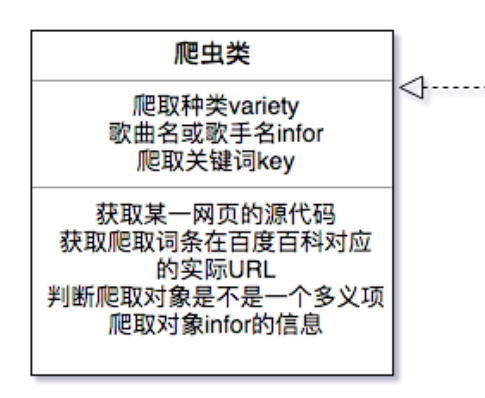 爬虫类
爬取种类variety
歌曲名或歌手名infor
爬取关键词key
获取某一网页的源代码
获取爬取词条在百度百科对应
的实际URL
判断爬取对象是不是一个多义项
爬取对象infor的信息